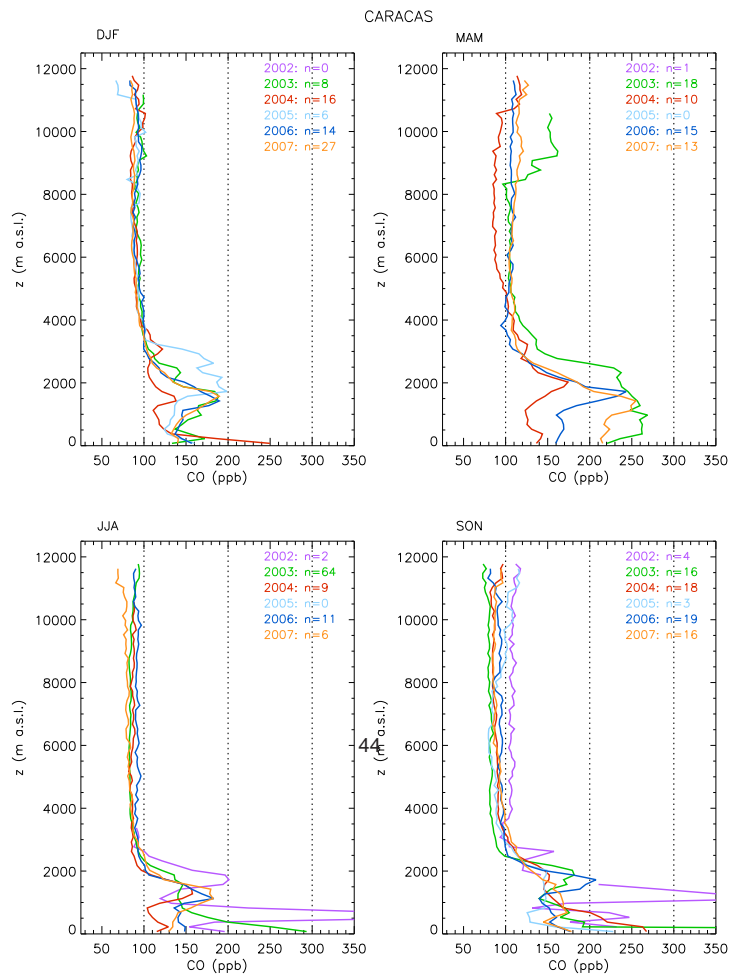 CARACAS
DJF
2002: n=0
2003: n=8
2004: n=16
2005: n=6
2006: n=14
2007: n=27
12000
10000
8000
6000
4000
2000
0
z (m a.s.l.)
50 100 150 200 250 300 350
CO (ppb)
MAM
2002: n=1
2003: n=18
2004: n=10
2005: n=0
2006: n=15
2007: n=13
12000
10000
8000
6000
4000
2000
0
z (m a.s.l.)
50 100 150 200 250 300 350
CO (ppb)
JJA
2002: n=2
2003: n=64
2004: n=9
2005: n=0
2006: n=11
2007: n=6
12000
10000
8000
6000
4000
2000
0
z (m a.s.l.)
50 100 150 200 250 300 350
CO (ppb)
44
SON
2002: n=4
2003: n=16
2004: n=18
2005: n=3
2006: n=19
2007: n=16
12000
10000
8000
6000
4000
2000
0
z (m a.s.l.)
50 100 150 200 250 300 350
CO (ppb)